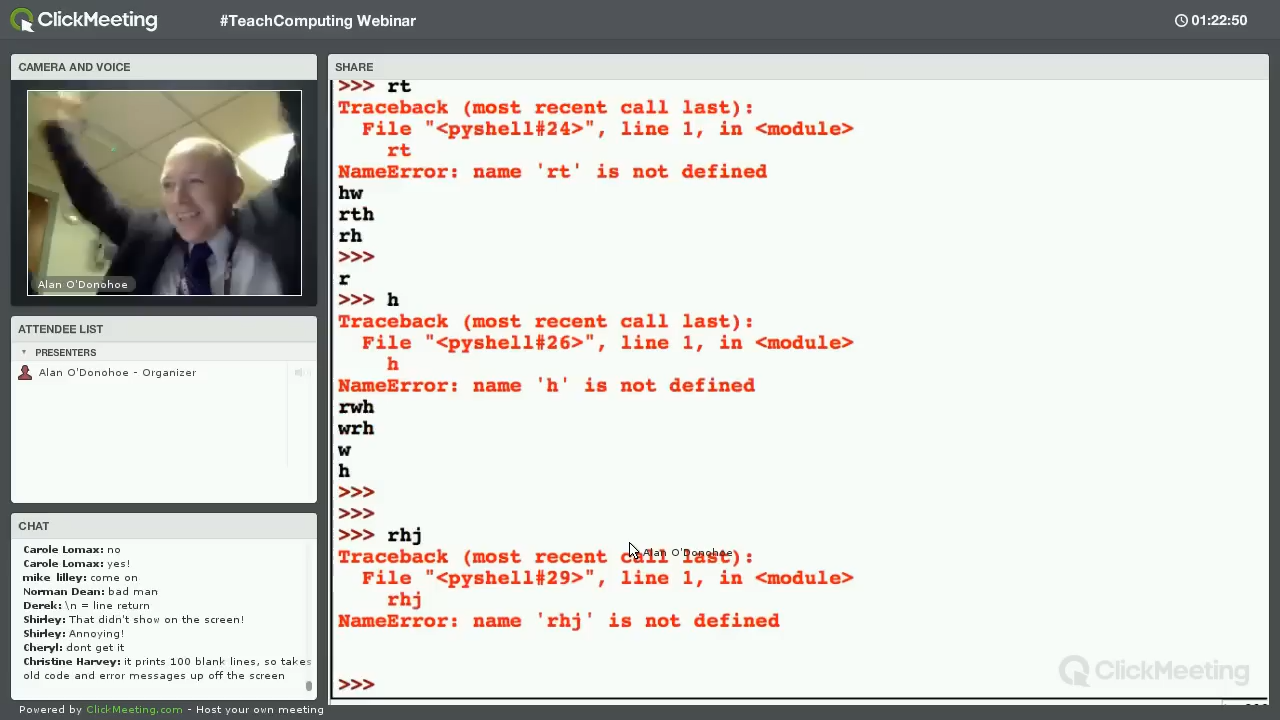 ClickMeeting
#TeachComputing Webinar
01:22:50
CAMERA AND VOICE
Alan O'Donohoe
ATTENDEE LIST
PRESENTERS
Alan O'Donohoe - Organizer
CHAT
Carole Lomax: no
Carole Lomax: yes!
mike lilley: come on
Norman Dean: bad man
Derek: \n = line return
Shirley: That didn't show on the screen!
Shirley: Annoying!
Cheryl: dont get it
Christine Harvey: it prints 100 blank lines, so takes
old code and error messages up off the screen
Powered by ClickMeeting.com - Host your own meeting
SHARE
>>> rt
Traceback (most recent call last):
File "<pyshell#24>", line 1, in <module>
rt
NameError: name 'rt' is not defined
hw
rth
rh
>>>
r
>>> h
Traceback (most recent call last):
File "<pyshell#26>", line 1, in <module>
h
NameError: name 'h' is not defined
rwh
wrh
w
h
>>>
>>>
>>> rhj
Alan O'Donohoe
Traceback (most recent call last):
File "<pyshell#29>", line 1, in <module>
rhj
NameError: name 'rhj' is not defined
ClickMeeting
>>>